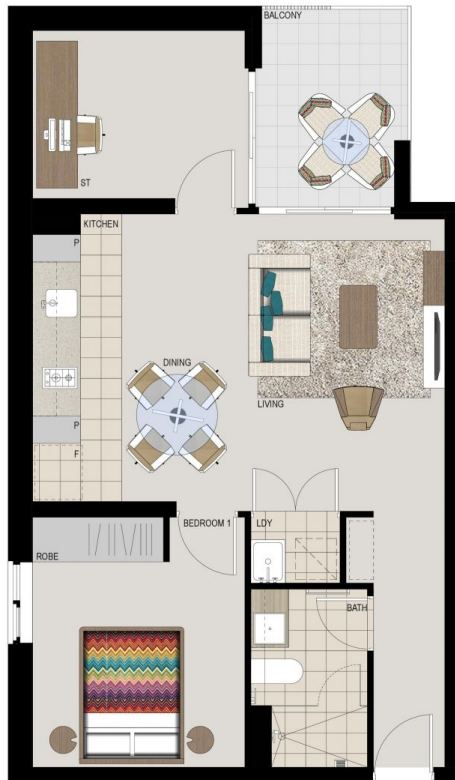 BALCONY
ST
KITCHEN
P
DINING
LIVING
P
F
BEDROOM 1
LDY
ROBE
BATH